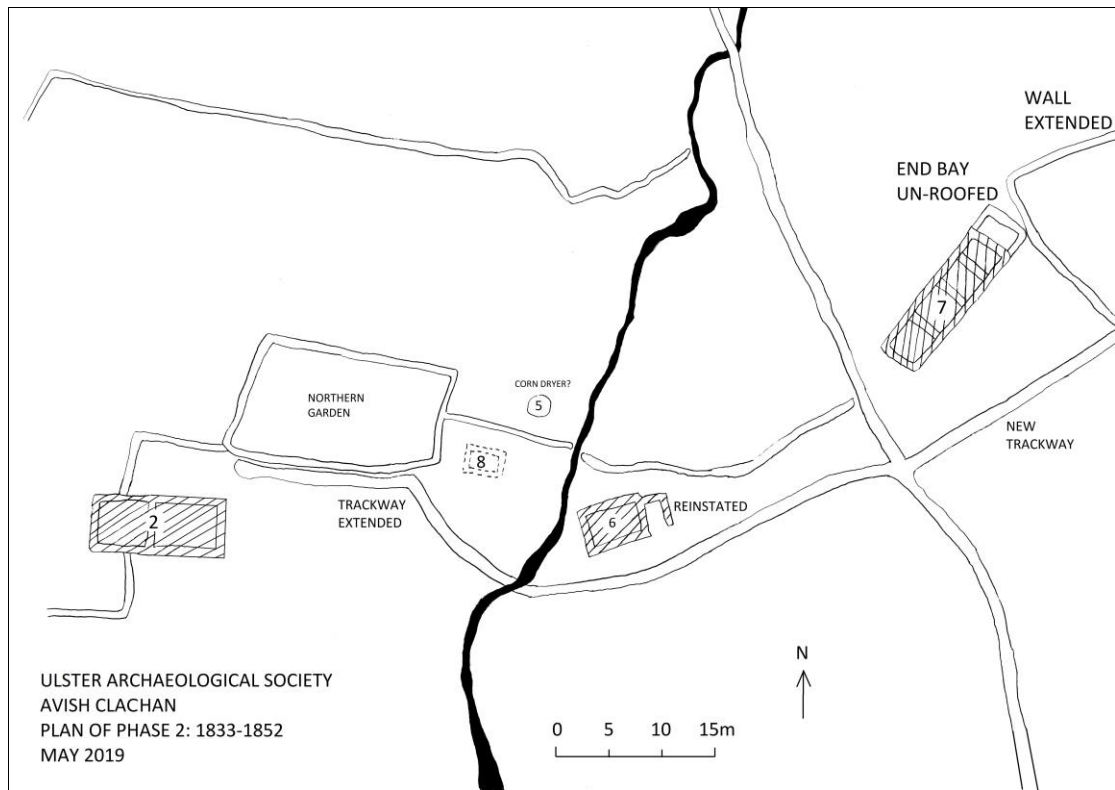 WALL
EXTENDED
END BAY
UN-ROOFED
7
NORTHERN
GARDEN
CORN DRYER?
5
8
NEW
TRACKWAY
2
TRACKWAY
EXTENDED
6
REINSTATED
N
ULSTER ARCHAEOLOGICAL SOCIETY
AVISH CLACHAN
PLAN OF PHASE 2: 1833-1852
MAY 2019
0 5 10 15m